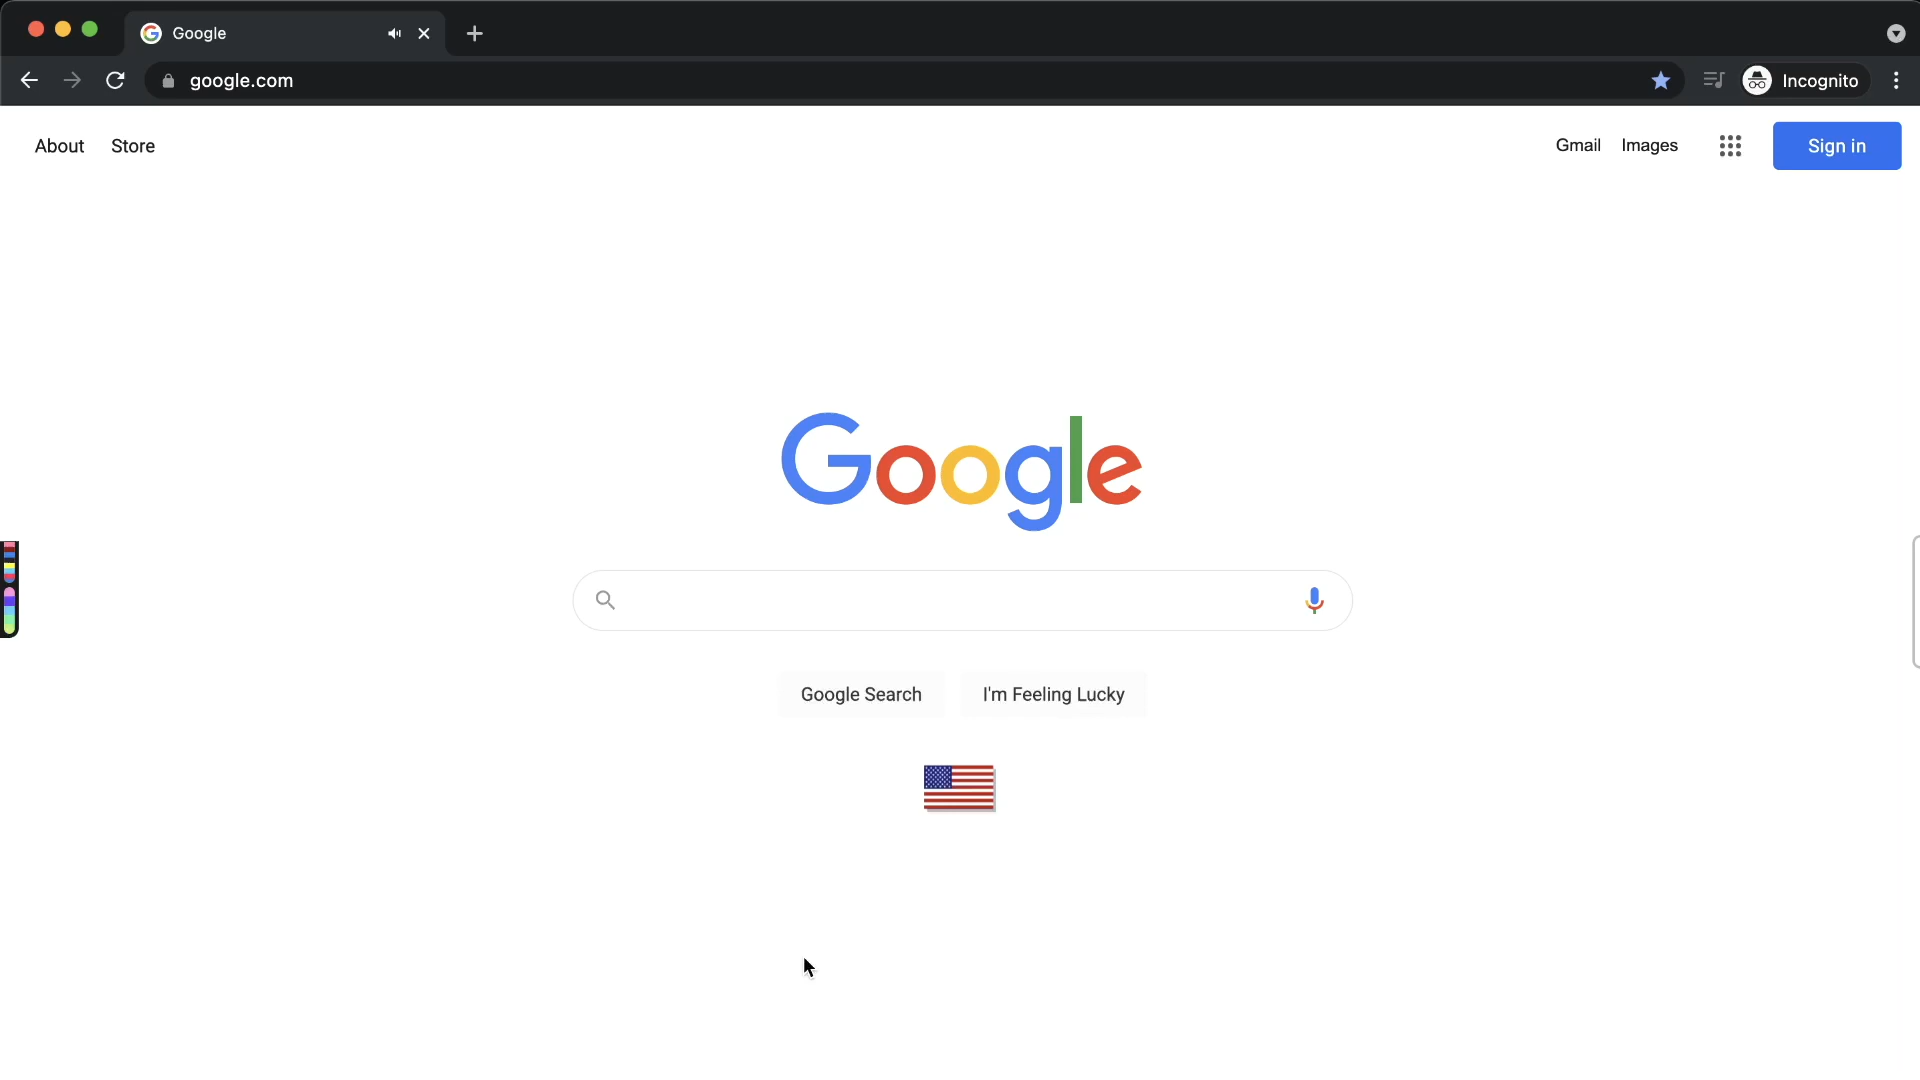 Google
google.com
Incognito
About Store
Gmail Images
Sign in
Google
Google Search
I'm Feeling Lucky